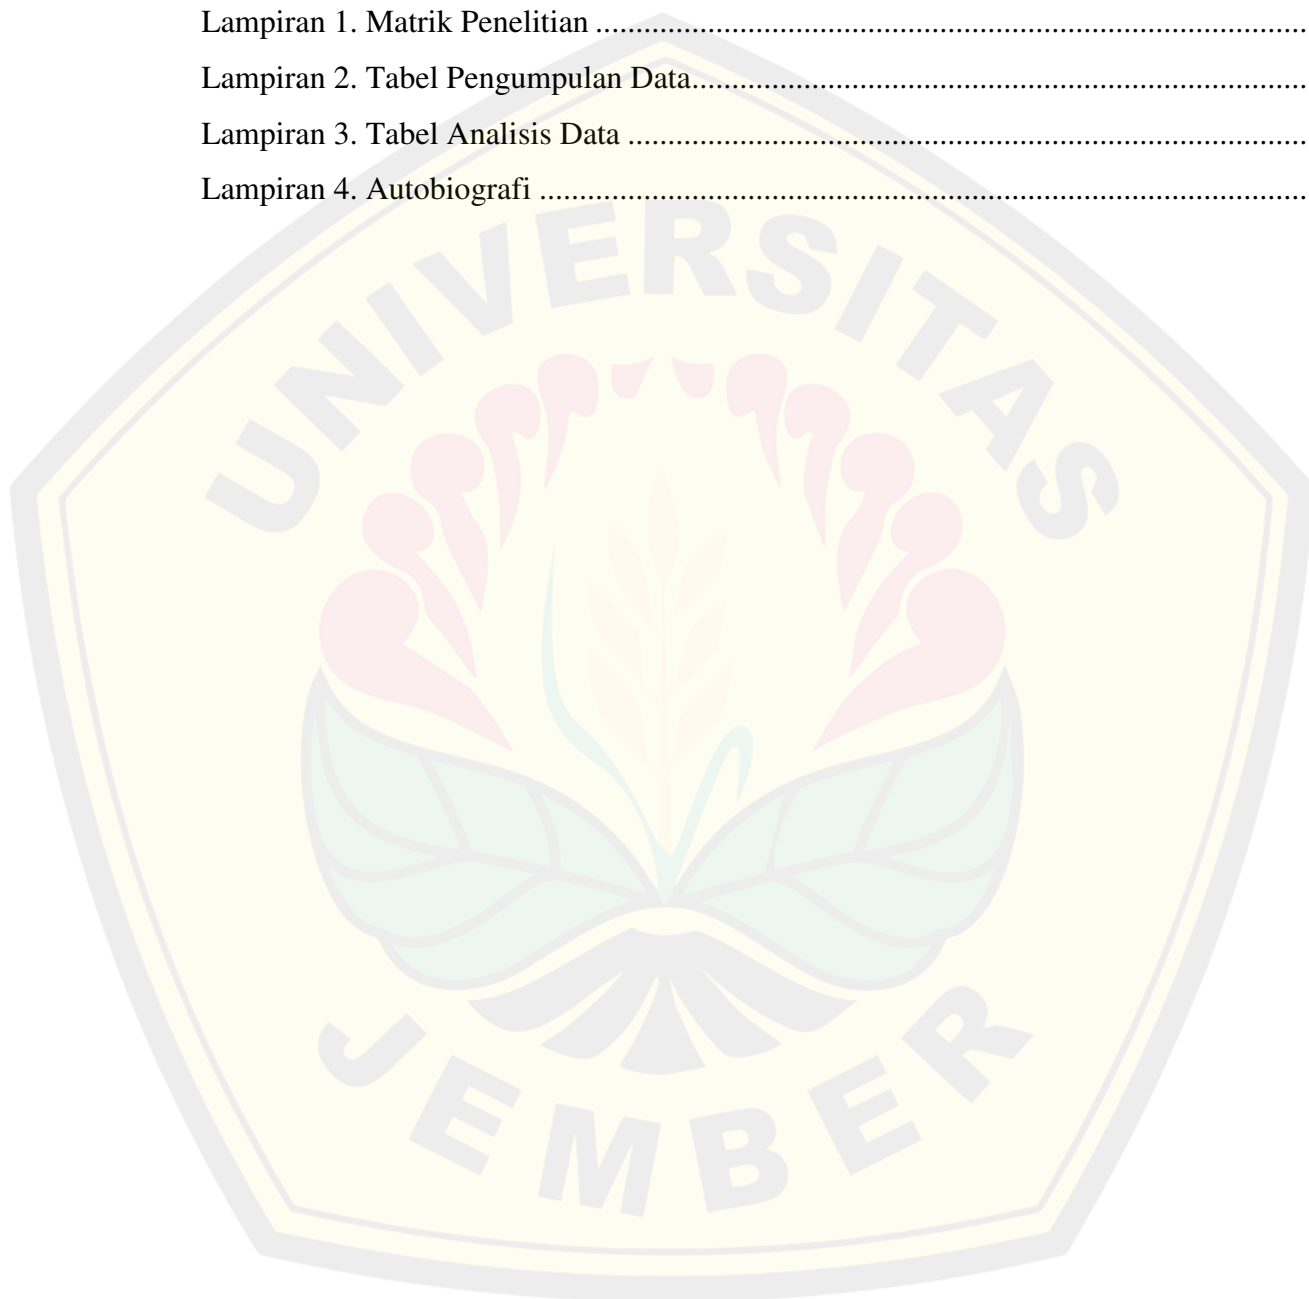 Lampiran 1. Matrik Penelitian ........................................................................................
Lampiran 2. Tabel Pengumpulan Data............................................................................
Lampiran 3. Tabel Analisis Data ....................................................................................
Lampiran 4. Autobiografi ...............................................................................................
UNIVERSITAS
JEMBER